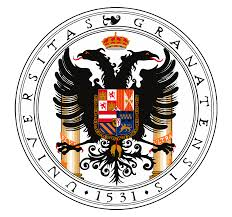 UNIVERSITAS GRANATENSIS
· 1531 ·